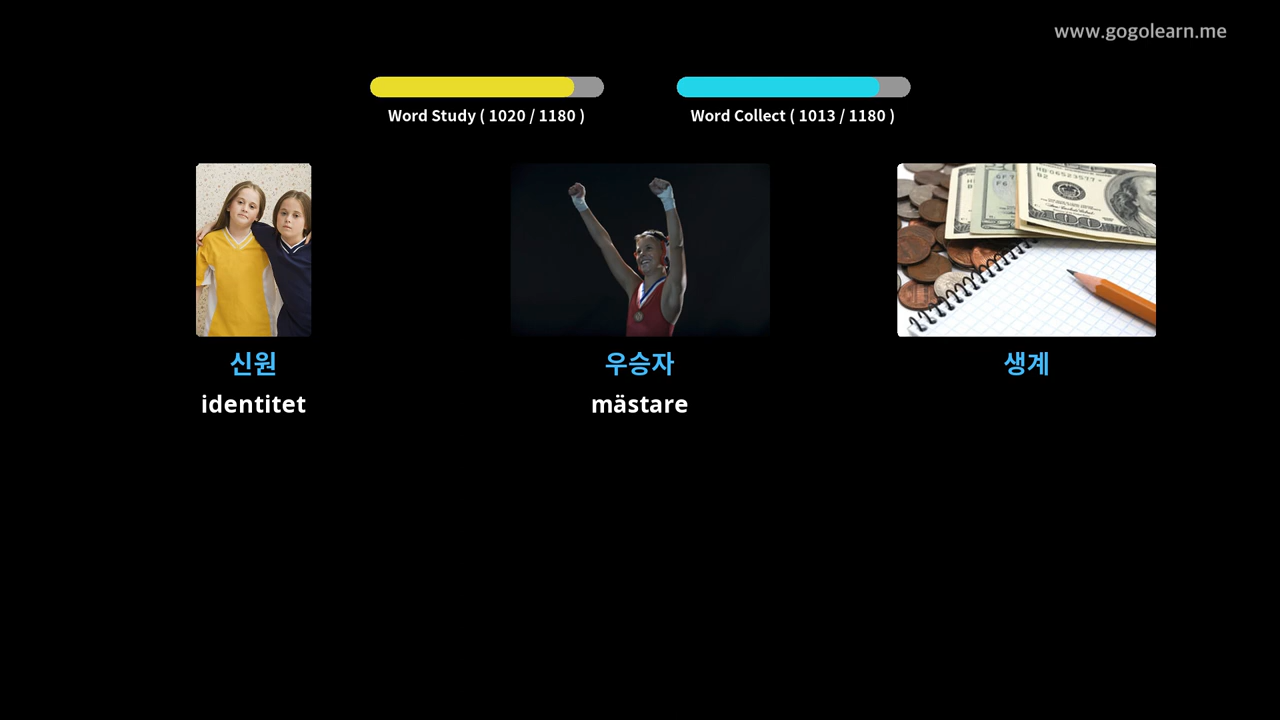 www.gogolearn.me
Word Study ( 1020 / 1180 )
Word Collect ( 1013 / 1180 )
신원
우승자
생계
identitet
mästare